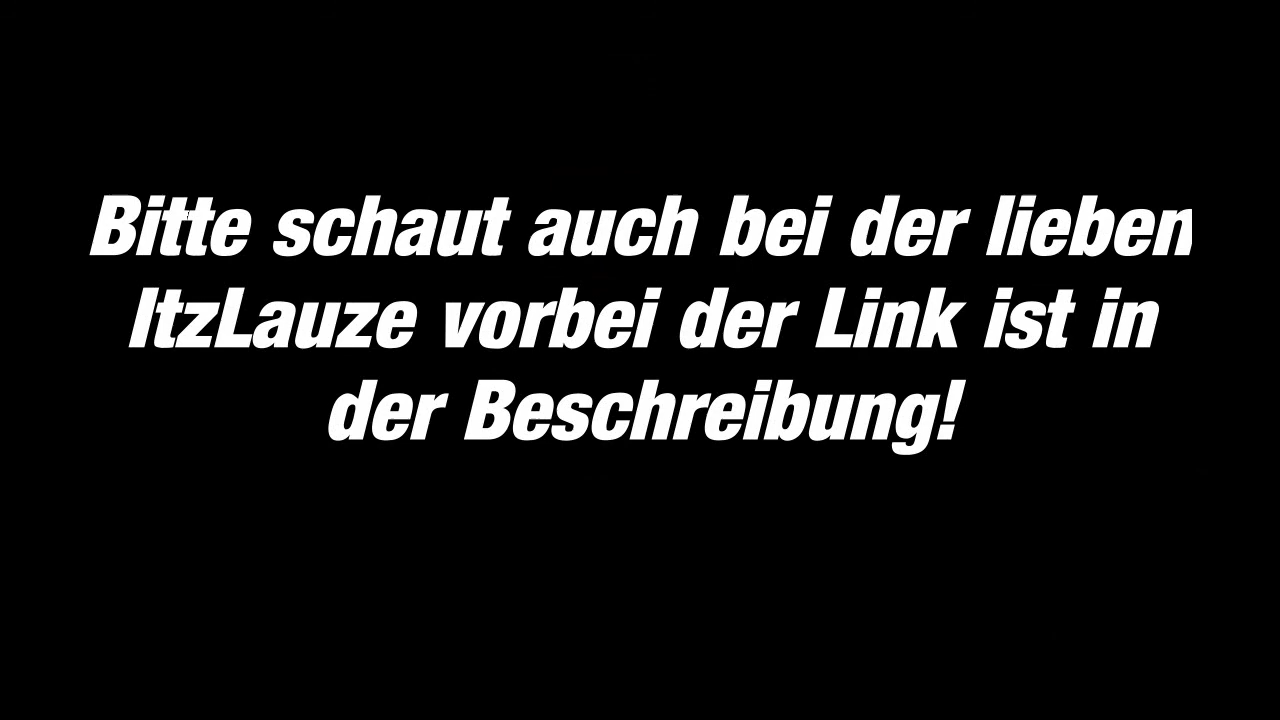 Bitte schaut auch bei der lieben
ItzLauze vorbei der Link ist in
der Beschreibung!